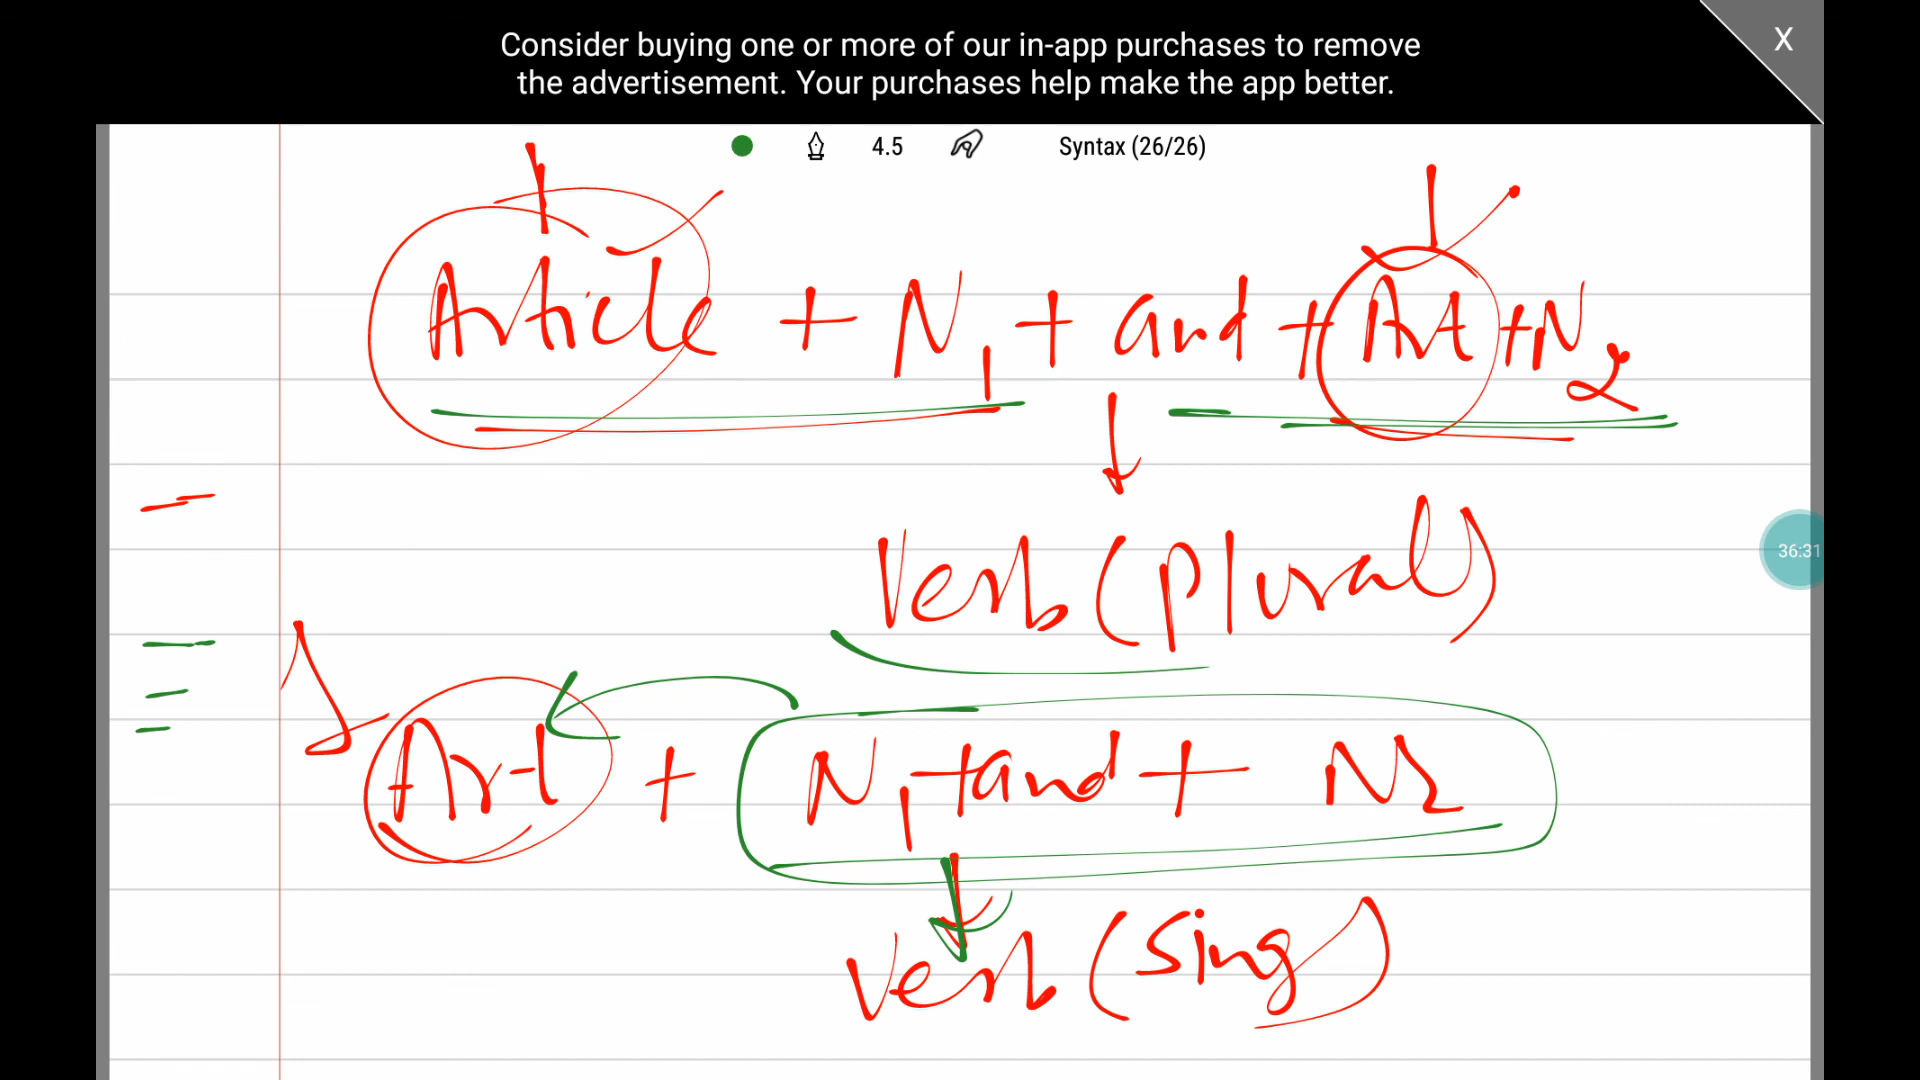 Consider buying one or more of our in-app purchases to remove
the advertisement. Your purchases help make the app better.
X
4.5 Syntax (26/26)
Article + N1 + and + Art + N2
Verb (plural)
36:31
Art + N1 + and + N2
Verb (sing)